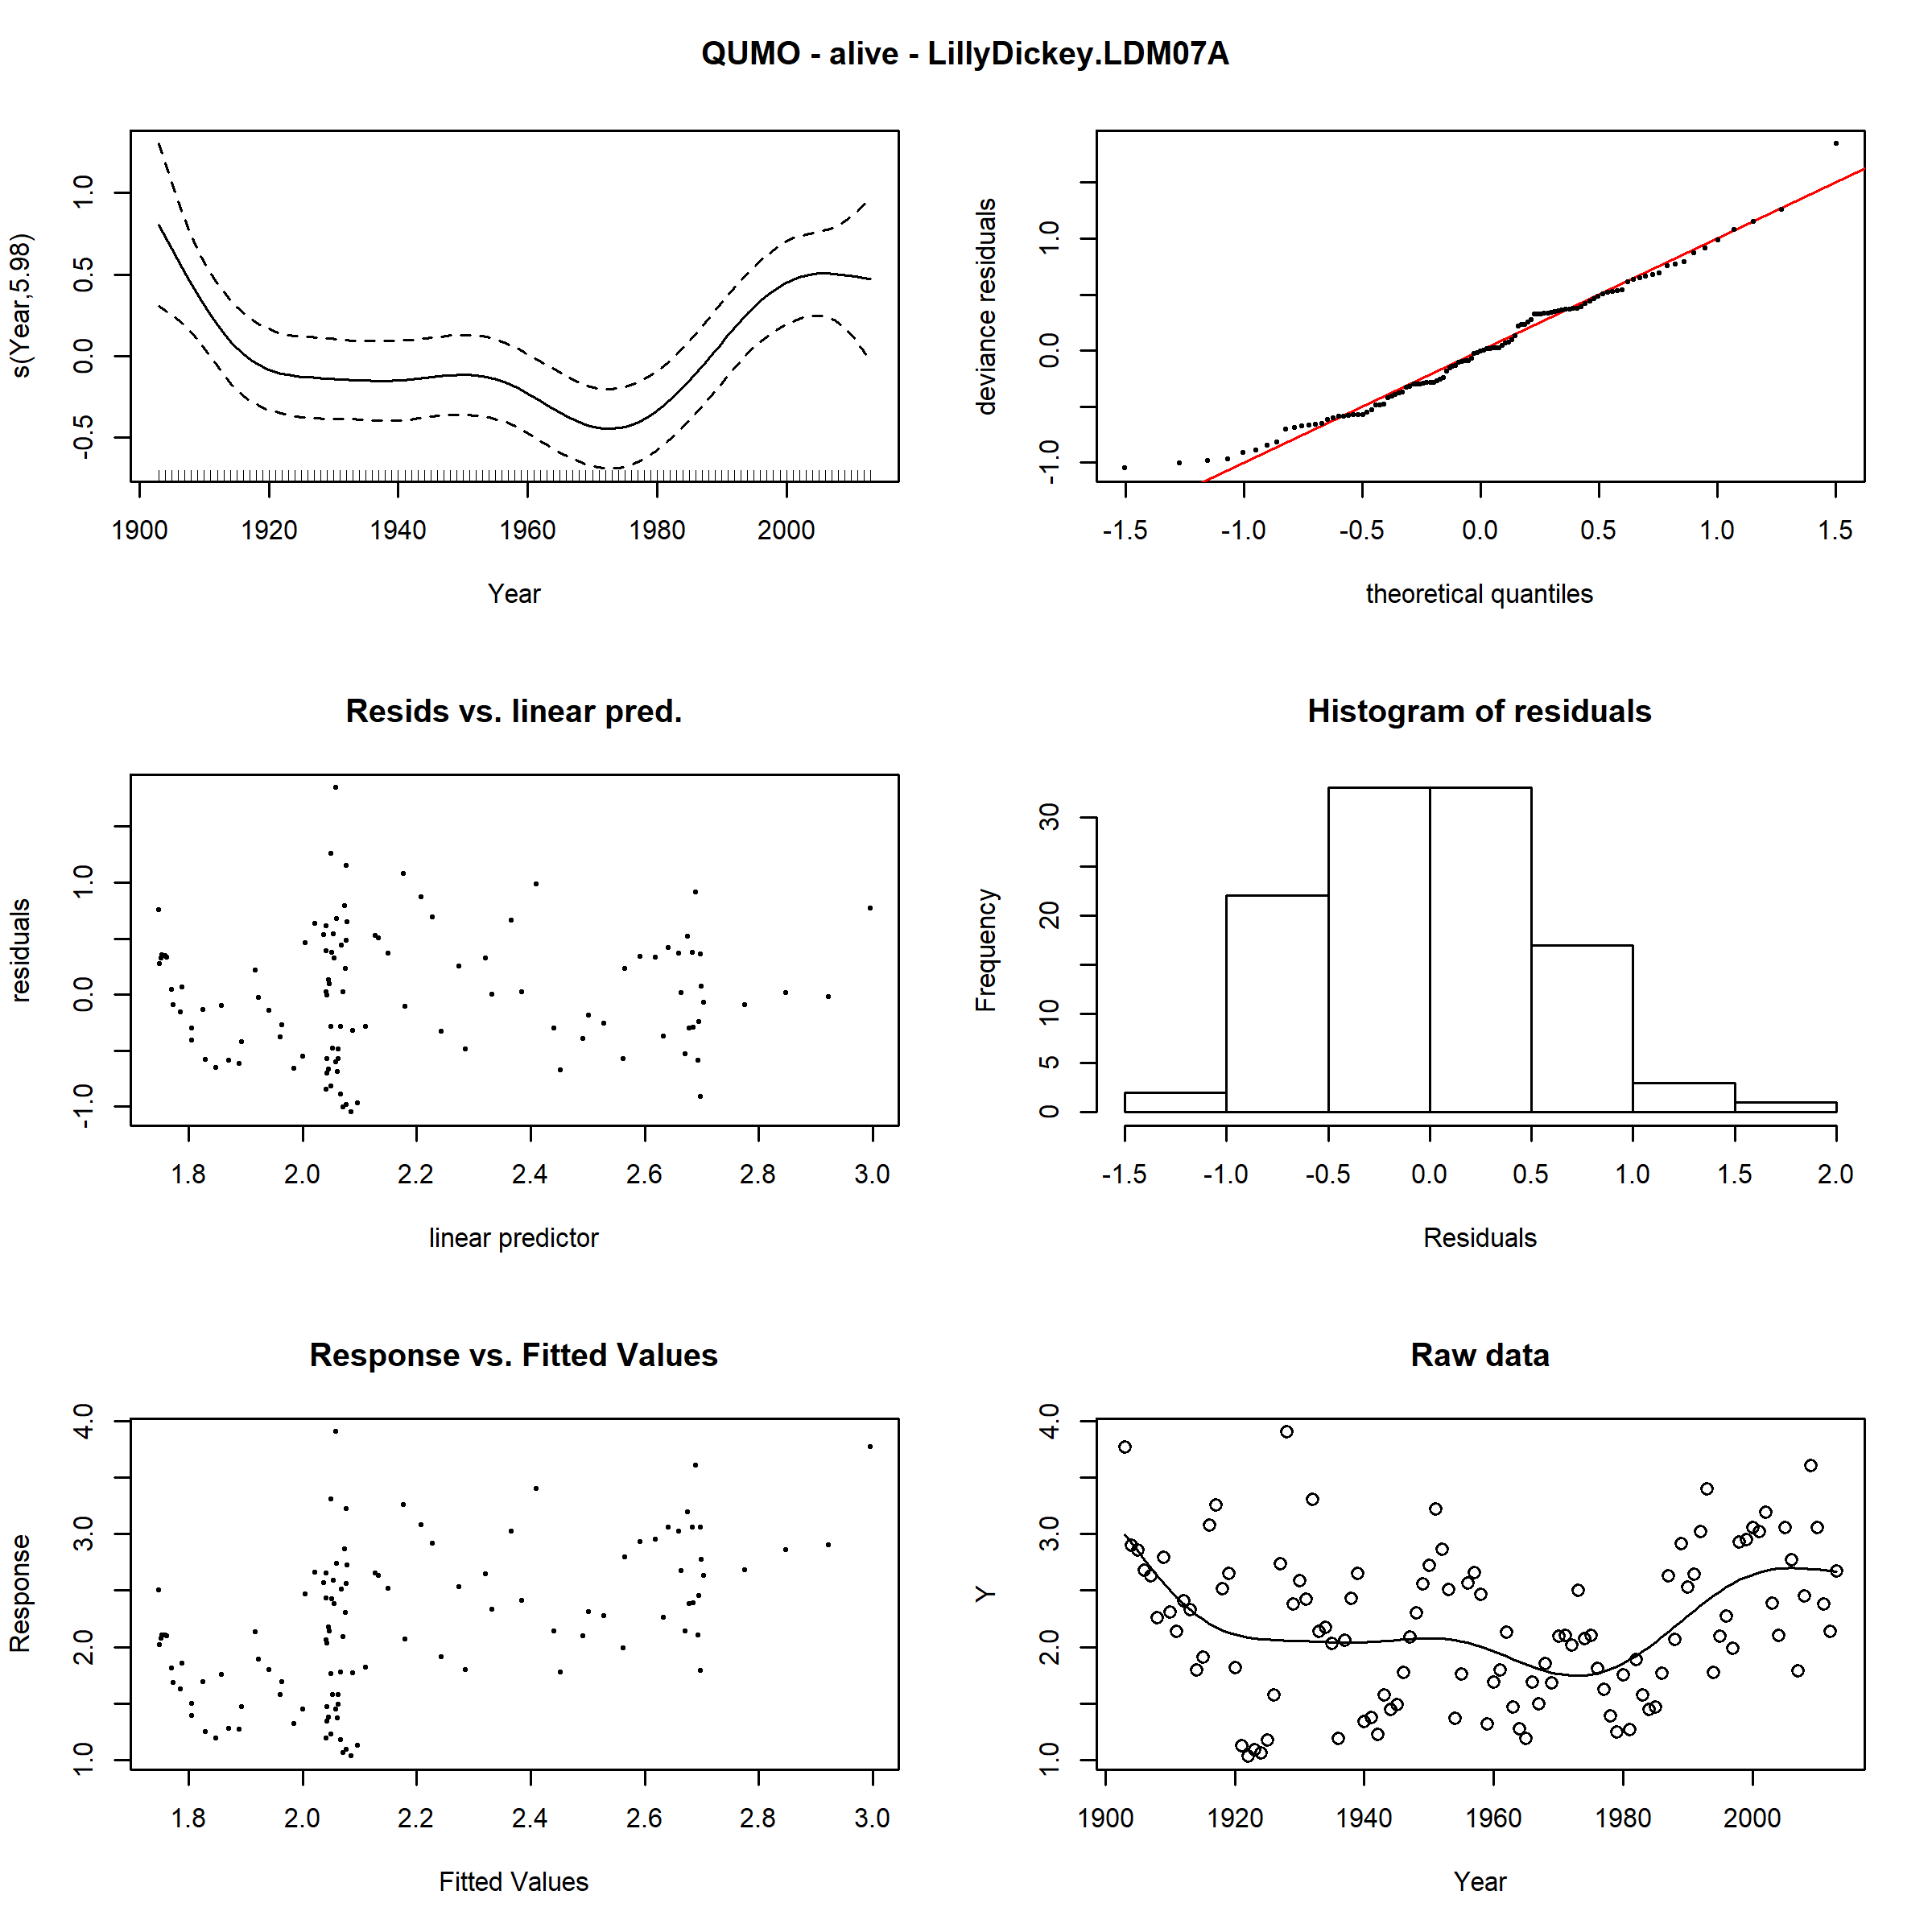 QUMO - alive - LillyDickey.LDM07A
s(Year,5.98)
1.0
0.5
0.0
-0.5
1900 1920 1940 1960 1980 2000
Year
deviance residuals
1.0
0.0
-1.0
-1.5 -1.0 -0.5 0.0 0.5 1.0 1.5
theoretical quantiles
Resids vs. linear pred.
residuals
1.0
0.0
-1.0
1.8 2.0 2.2 2.4 2.6 2.8 3.0
linear predictor
Histogram of residuals
Frequency
30
20
10
5
0
-1.5 -1.0 -0.5 0.0 0.5 1.0 1.5 2.0
Residuals
Response vs. Fitted Values
Response
4.0
3.0
2.0
1.0
1.8 2.0 2.2 2.4 2.6 2.8 3.0
Fitted Values
Raw data
Y
4.0
3.0
2.0
1.0
1900 1920 1940 1960 1980 2000
Year